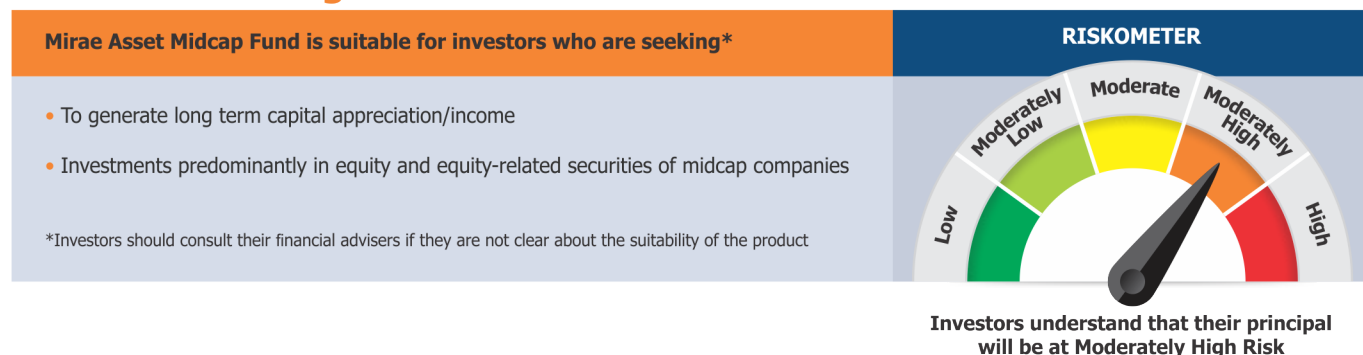 Mirae Asset Midcap Fund is suitable for investors who are seeking*
• To generate long term capital appreciation/income
• Investments predominantly in equity and equity-related securities of midcap companies
*Investors should consult their financial advisers if they are not clear about the suitability of the product
RISKOMETER
Low
Moderately
Low
Moderate
Moderately
High
High
Investors understand that their principal
will be at Moderately High Risk